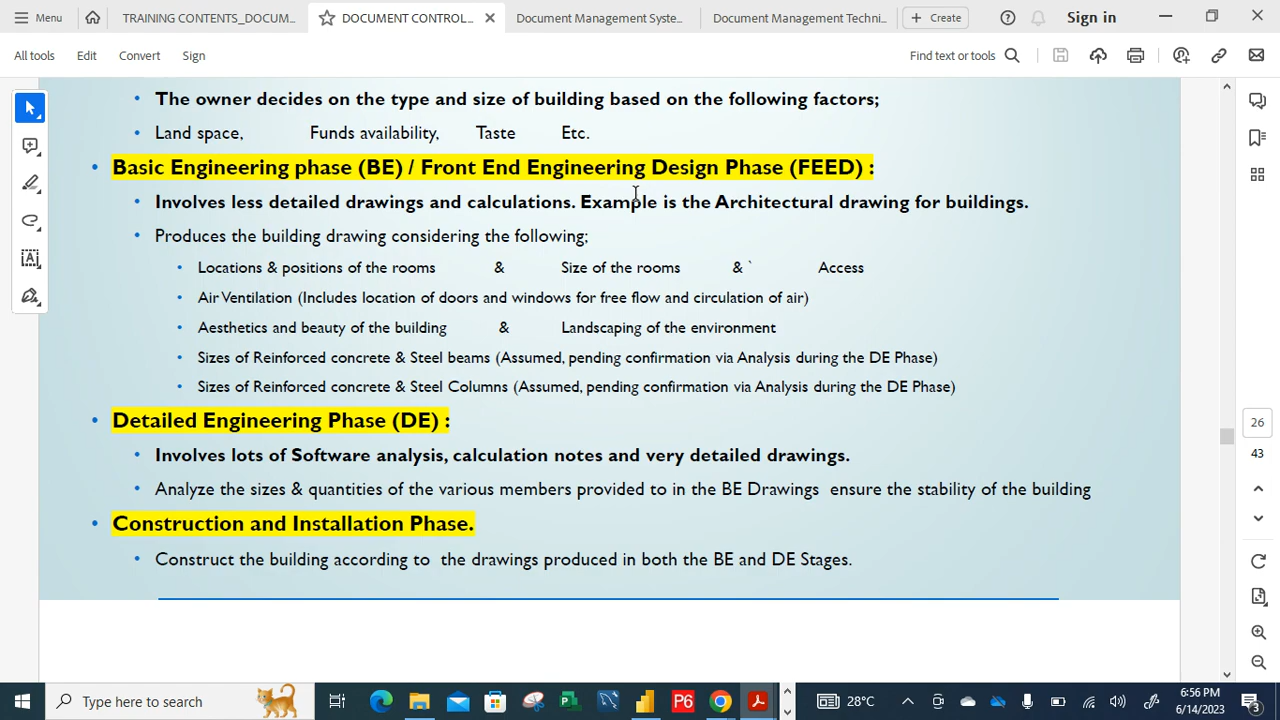 Menu
TRAINING CONTENTS_DOCUM...
DOCUMENT CONTROL...
Document Management Syste...
Document Management Techni...
Create
Sign in
All tools
Edit
Convert
Sign
Find text or tools
The owner decides on the type and size of building based on the following factors;
Land space, Funds availability, Taste Etc.
Basic Engineering phase (BE) / Front End Engineering Design Phase (FEED) :
Involves less detailed drawings and calculations. Example is the Architectural drawing for buildings.
Produces the building drawing considering the following;
Locations & positions of the rooms & Size of the rooms & ` Access
Air Ventilation (Includes location of doors and windows for free flow and circulation of air)
Aesthetics and beauty of the building & Landscaping of the environment
Sizes of Reinforced concrete & Steel beams (Assumed, pending confirmation via Analysis during the DE Phase)
Sizes of Reinforced concrete & Steel Columns (Assumed, pending confirmation via Analysis during the DE Phase)
Detailed Engineering Phase (DE) :
Involves lots of Software analysis, calculation notes and very detailed drawings.
Analyze the sizes & quantities of the various members provided to in the BE Drawings ensure the stability of the building
Construction and Installation Phase.
Construct the building according to the drawings produced in both the BE and DE Stages.
26
43
Type here to search
P6
28°C
6:56 PM
6/14/2023
3